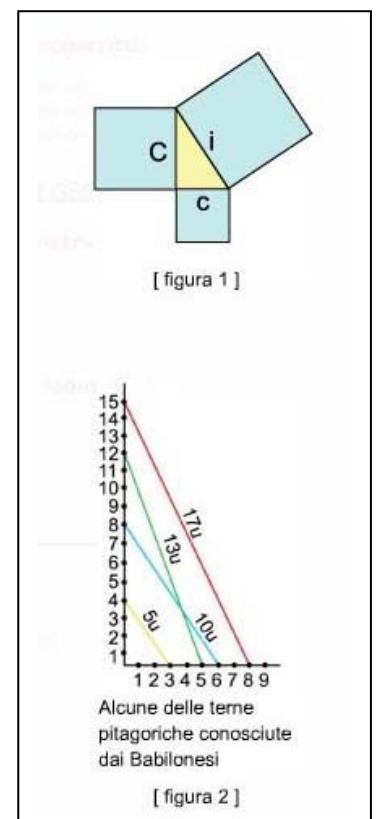 C
i
c
[ figura 1 ]
15
14
13
12
11
10
9
8
7
6
5
4
3
2
1
17u
13u
10u
5u
1 2 3 4 5 6 7 8 9
Alcune delle terne
pitagoriche conosciute
dai Babilonesi
[ figura 2 ]